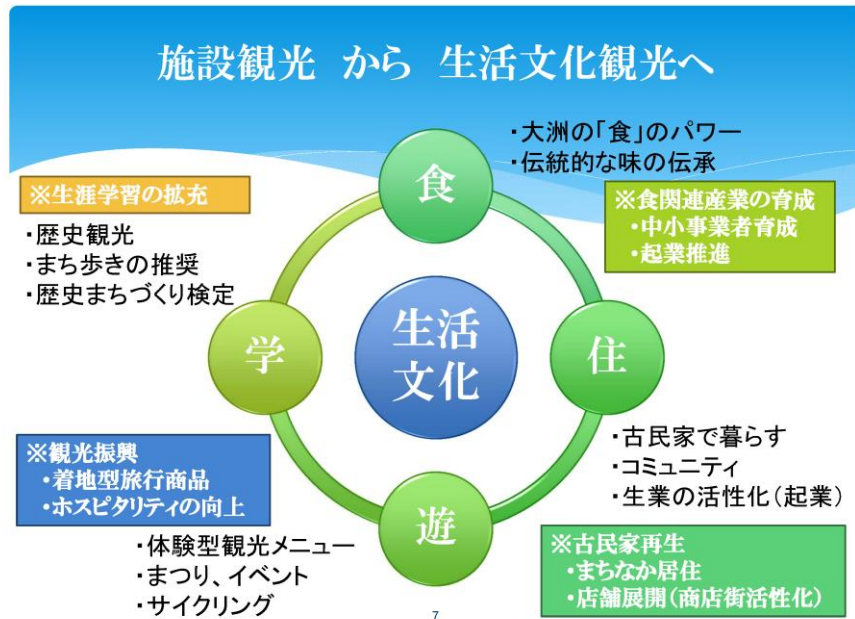 施設観光 から 生活文化観光へ
食
・大洲の「食」のパワー
・伝統的な味の伝承
※食関連産業の育成
・中小事業者育成
・起業推進
※生涯学習の拡充
・歴史観光
・まち歩きの推奨
・歴史まちづくり検定
学
生活
文化
住
・古民家で暮らす
・コミュニティ
・生業の活性化(起業)
※古民家再生
・まちなか居住
・店舗展開(商店街活性化)
※観光振興
・着地型旅行商品
・ホスピタリティの向上
遊
・体験型観光メニュー
・まつり、イベント
・サイクリング
7